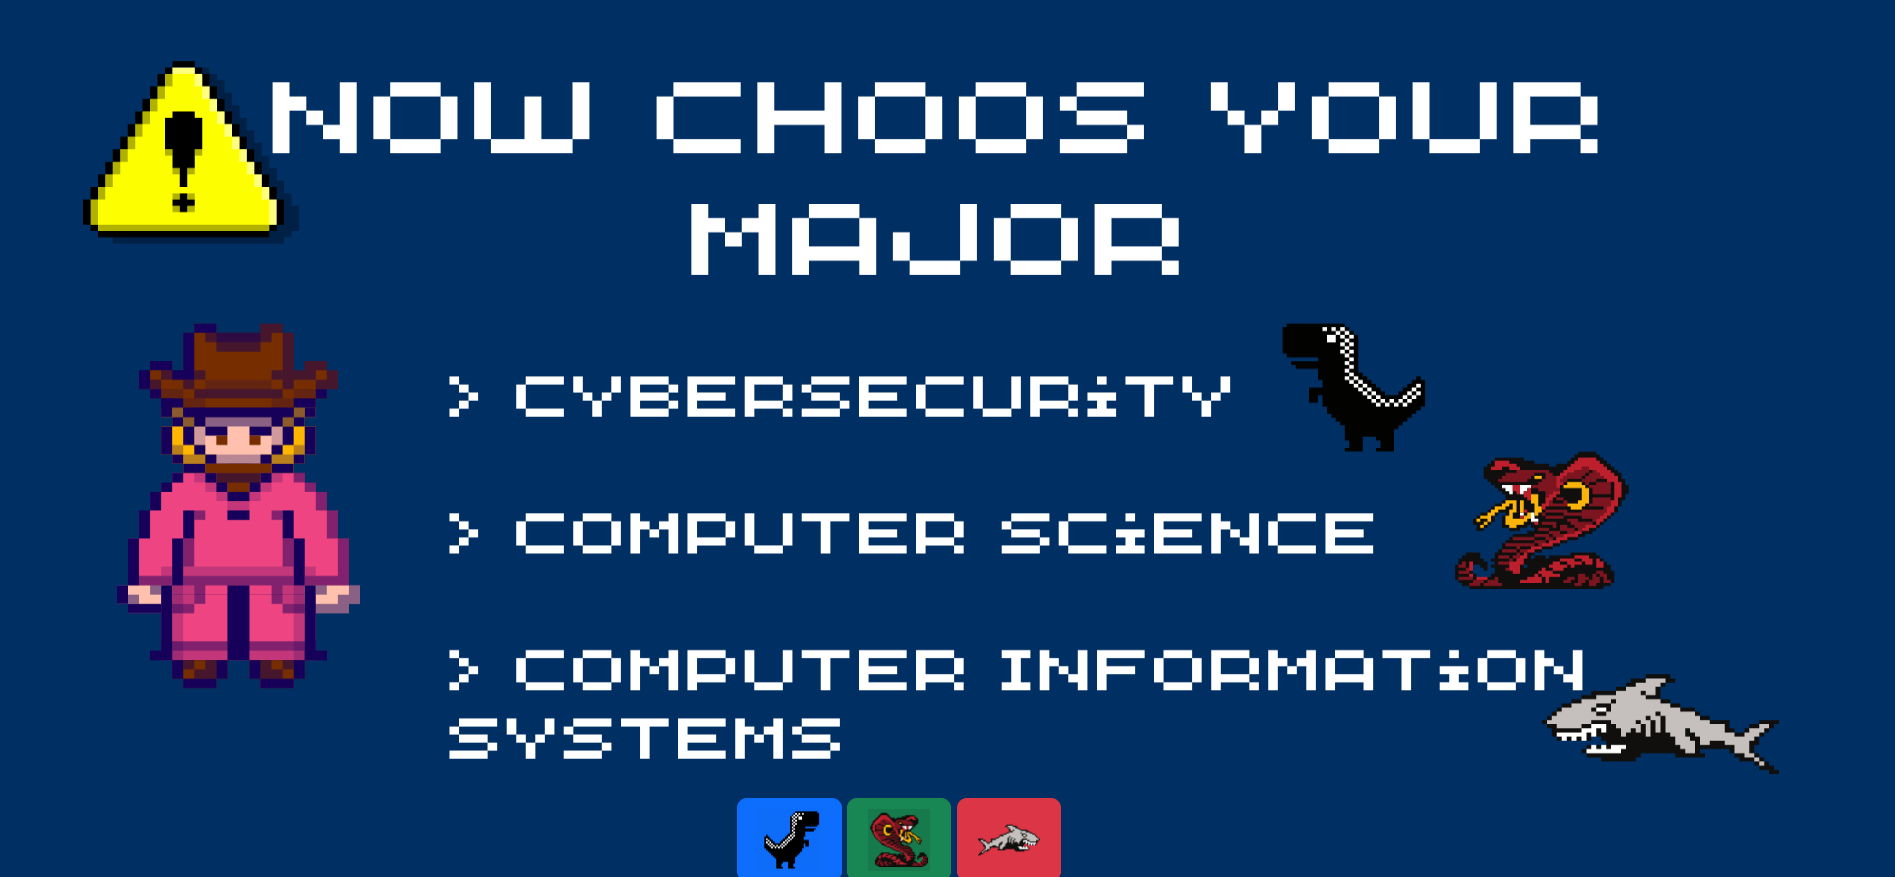 NOW CHOOS YOUR
MAJOR
> CYBERSECURiTY
> COMPUTER SCiENCE
> COMPUTER INFORMATiON
SYSTEMS